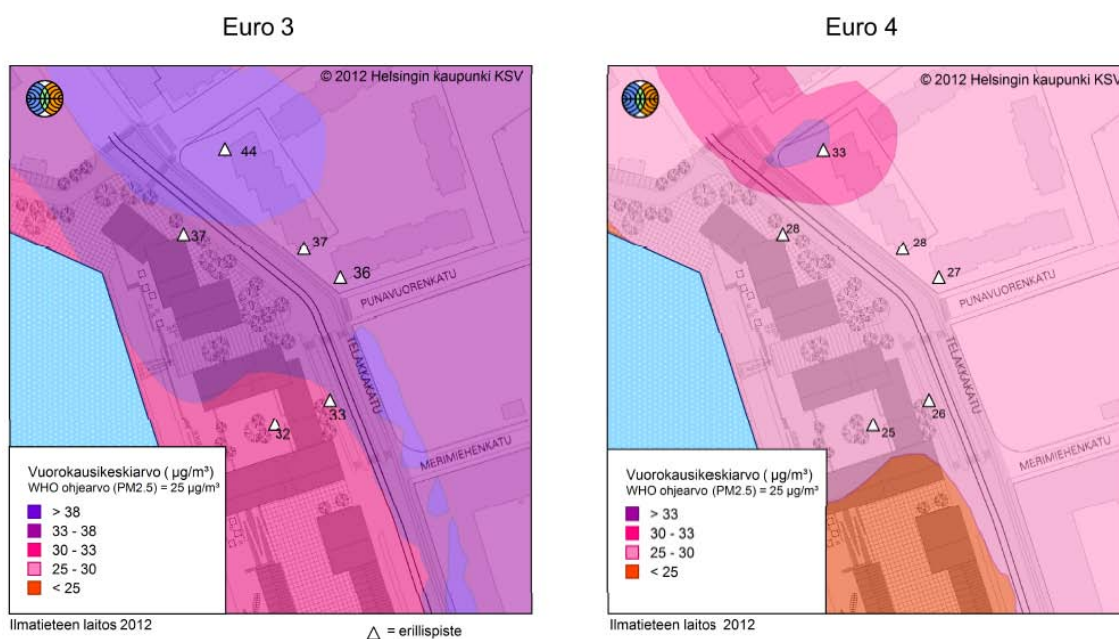 Euro 3
© 2012 Helsingin kaupunki KSV
44
37
37
36
PUNAVUORENKATU
TELAKKAKATU
33
32
MERIMIEHENKATU
Vuorokausikeskiarvo ( µg/m³)
WHO ohjearvo (PM2.5) = 25 µg/m³
> 38
33 - 38
30 - 33
25 - 30
< 25
Ilmatieteen laitos 2012
△ = erillispiste
Euro 4
© 2012 Helsingin kaupunki KSV
33
28
28
27
PUNAVUORENKATU
TELAKKAKATU
26
25
MERIMIEHENKATU
Vuorokausikeskiarvo ( µg/m³)
WHO ohjearvo (PM2.5) = 25 µg/m³
> 33
30 - 33
25 - 30
< 25
Ilmatieteen laitos 2012